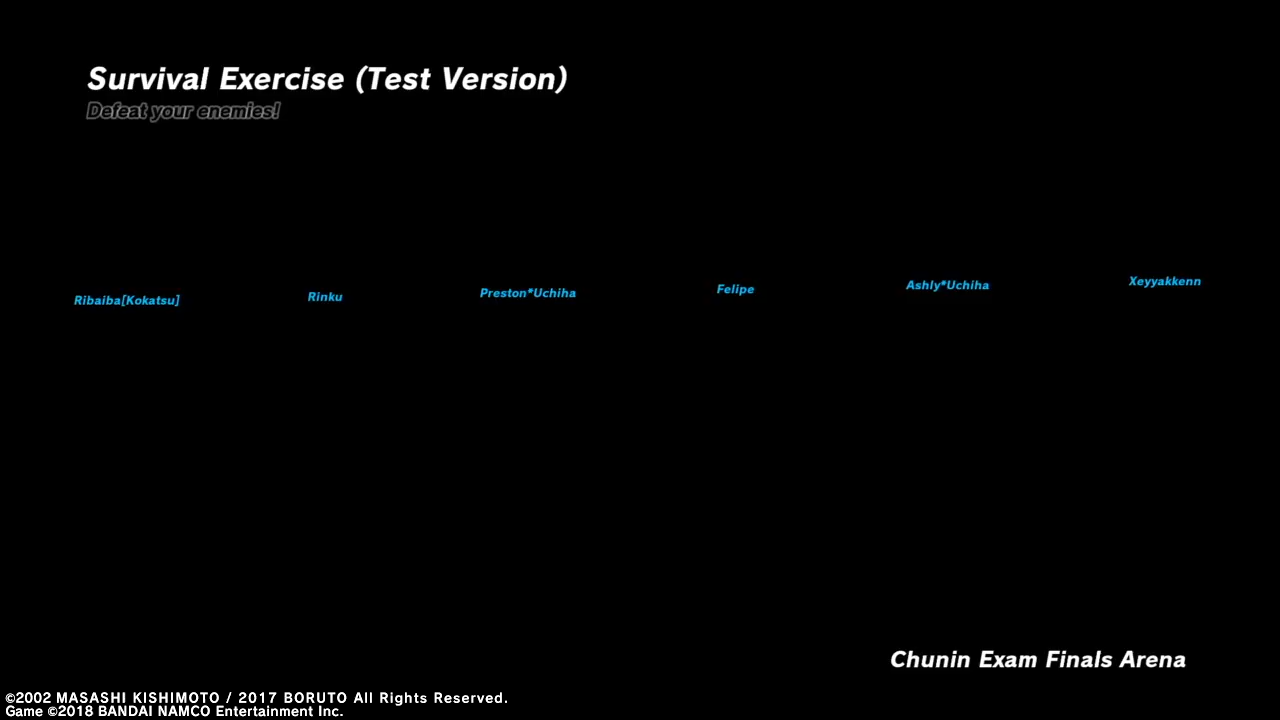 Survival Exercise (Test Version)
Defeat your enemies!
Ribaiba[Kokatsu]
Rinku
Preston*Uchiha
Felipe
Ashly*Uchiha
Xeyyakkenn
Chunin Exam Finals Arena
©2002 MASASHI KISHIMOTO / 2017 BORUTO All Rights Reserved.
Game ©2018 BANDAI NAMCO Entertainment Inc.